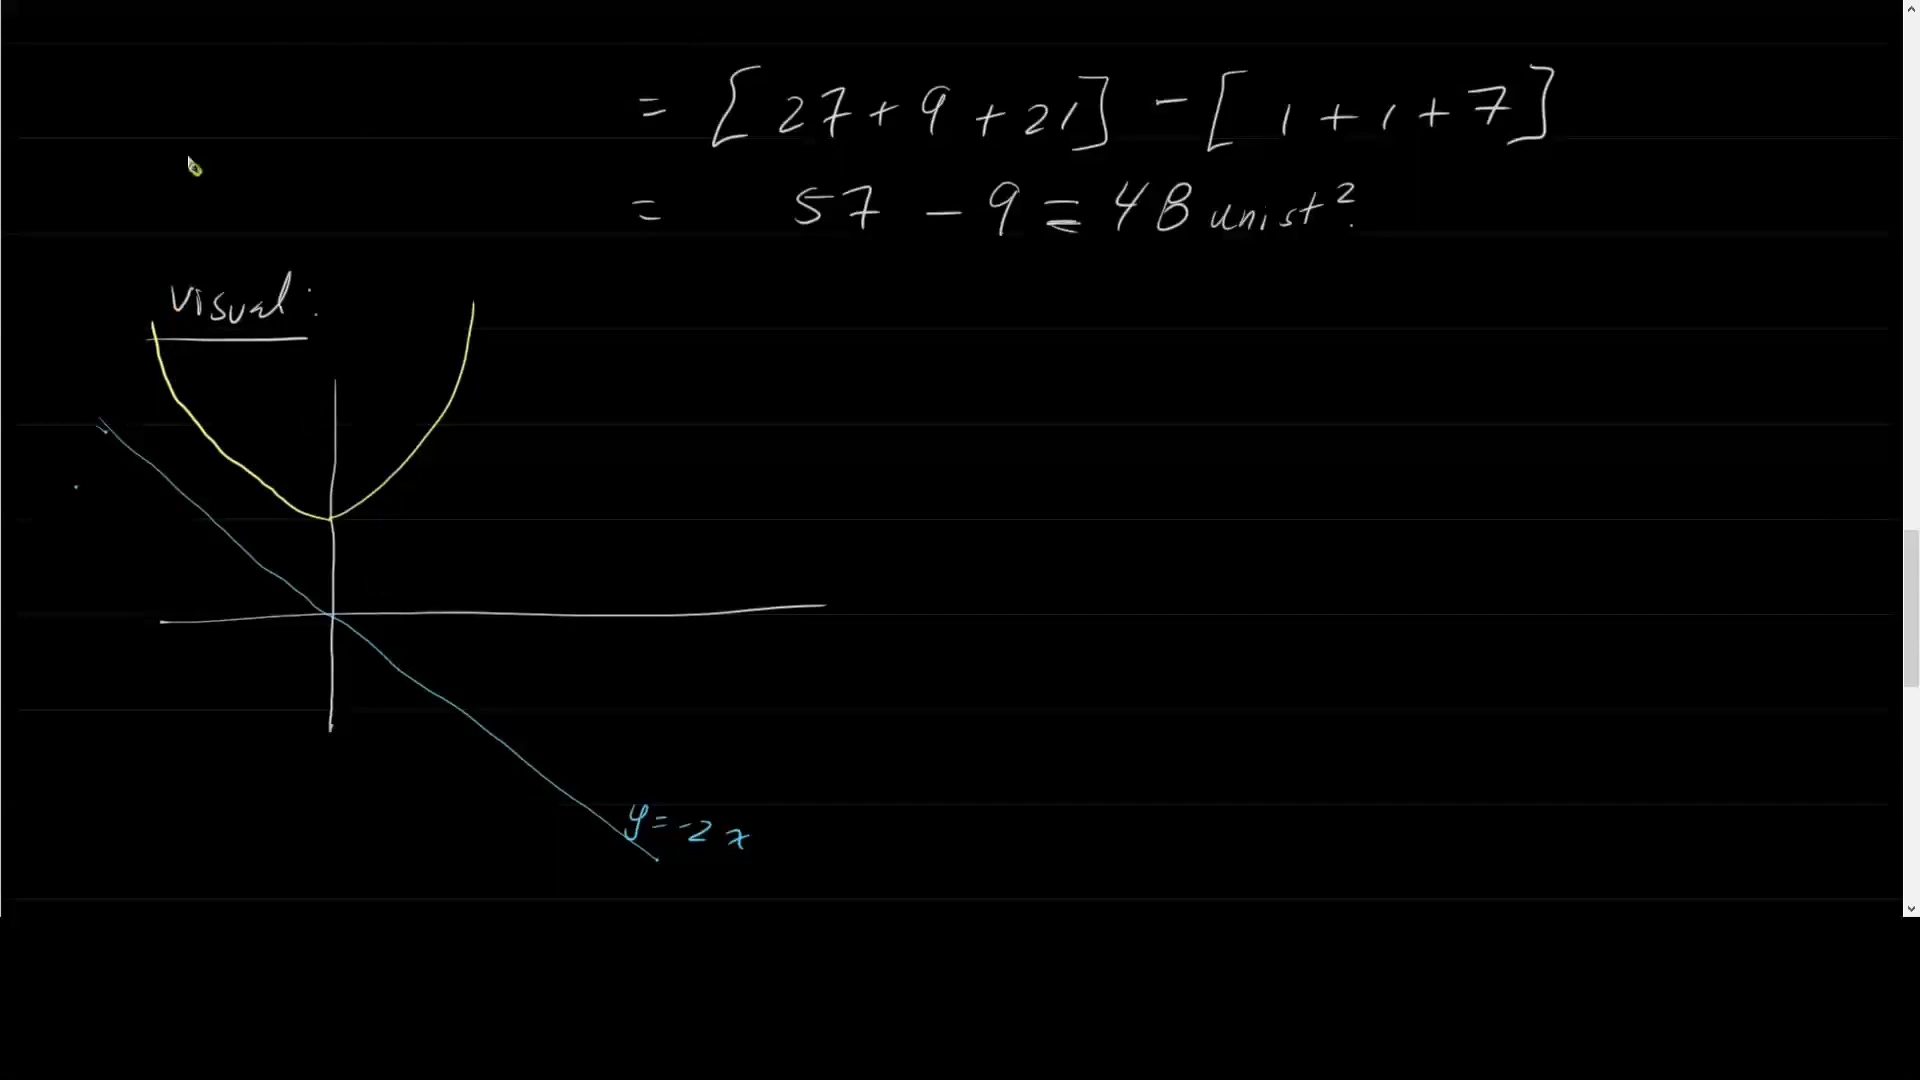 = [27+9+21] - [1+1+7]
= 57 - 9 = 48 unist².
visual:
y=-2x